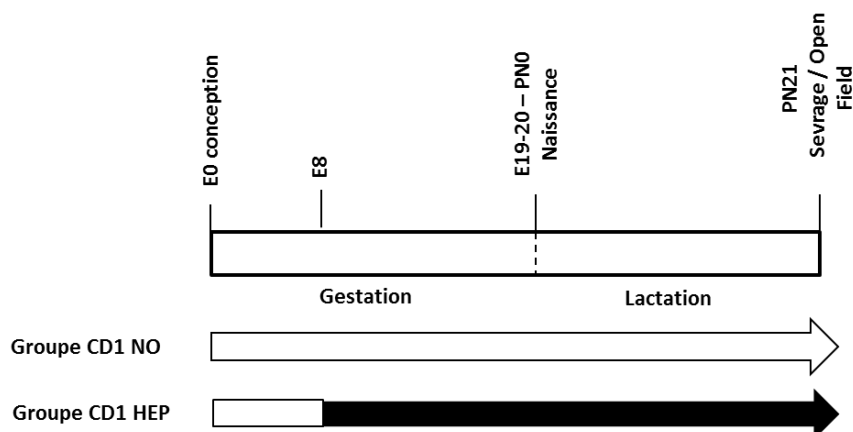 E0 conception
E8
E19-20 – PN0
Naissance
PN21
Sevrage / Open
Field
Gestation
Lactation
Groupe CD1 NO
Groupe CD1 HEP